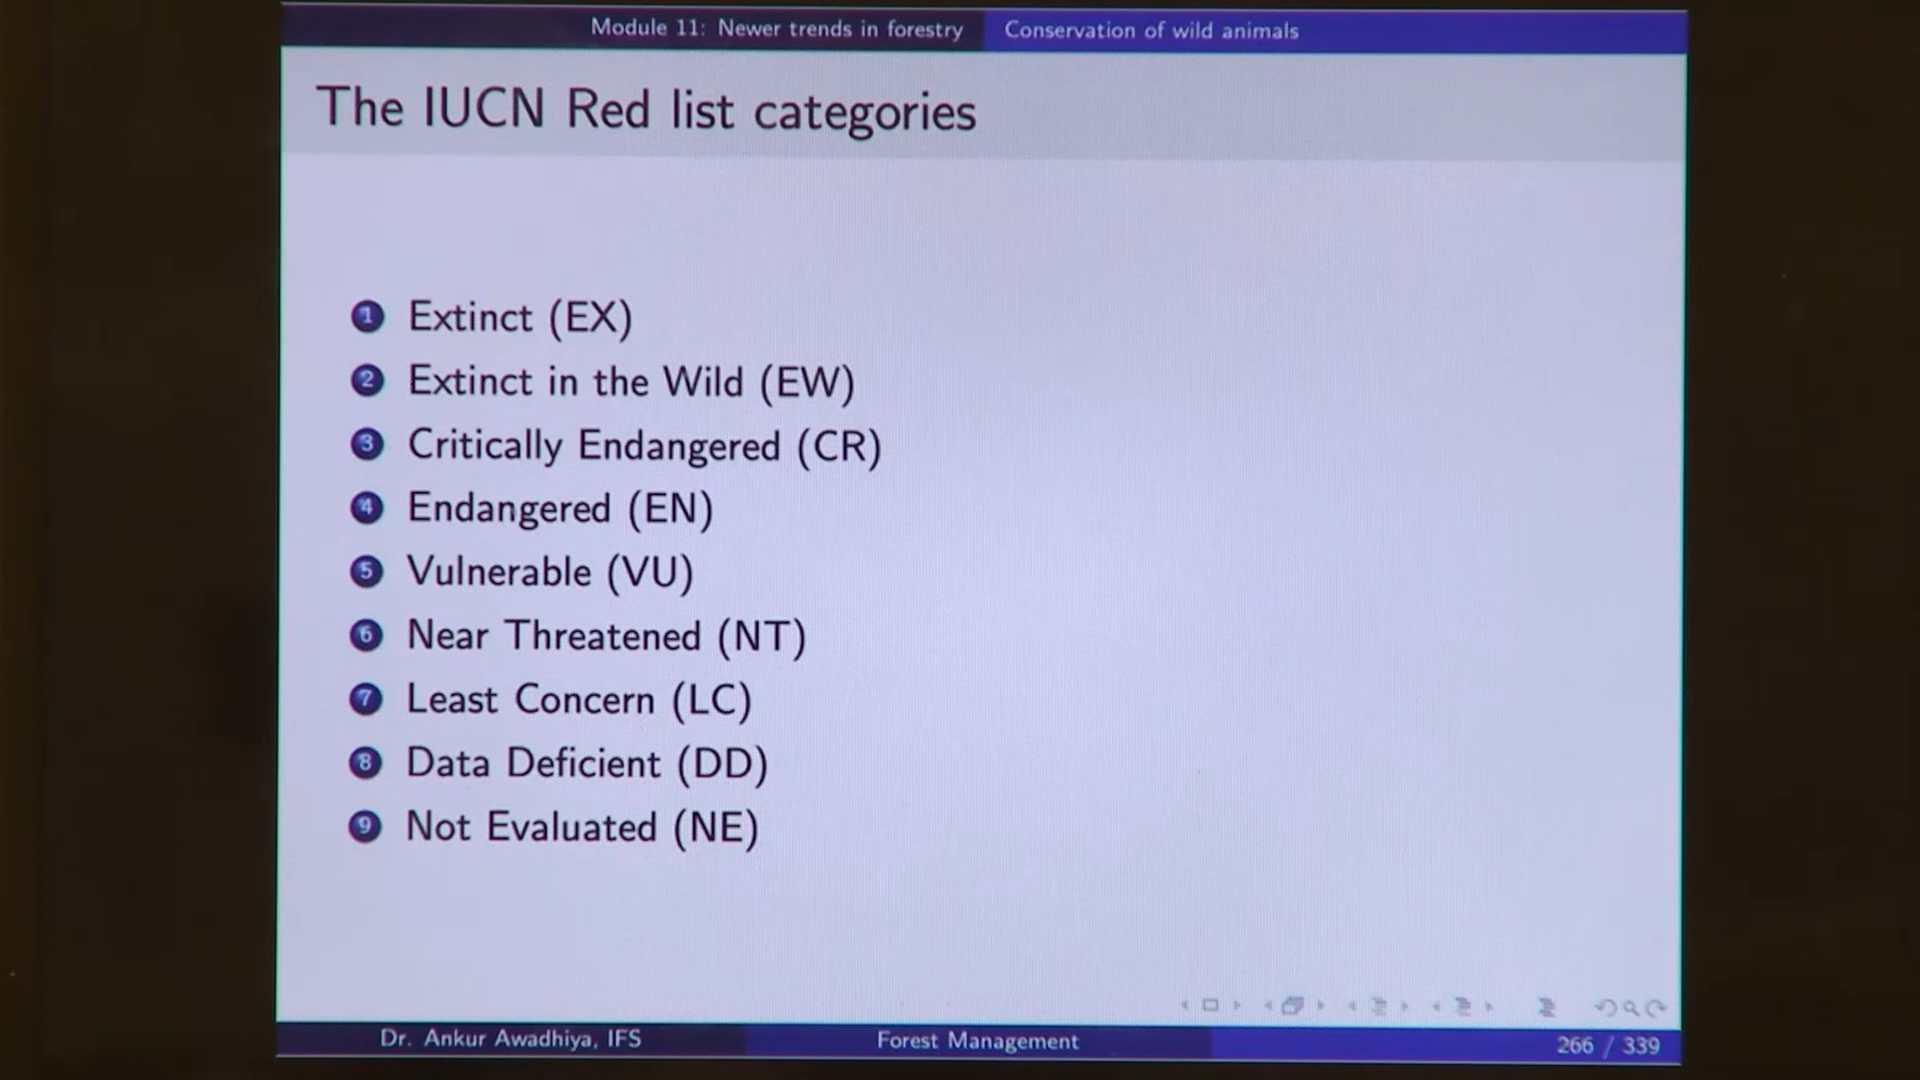 Module 11: Newer trends in forestry Conservation of wild animals
The IUCN Red list categories
1 Extinct (EX)
2 Extinct in the Wild (EW)
3 Critically Endangered (CR)
4 Endangered (EN)
5 Vulnerable (VU)
6 Near Threatened (NT)
7 Least Concern (LC)
8 Data Deficient (DD)
9 Not Evaluated (NE)
Dr. Ankur Awadhiya, IFS Forest Management 266 / 339